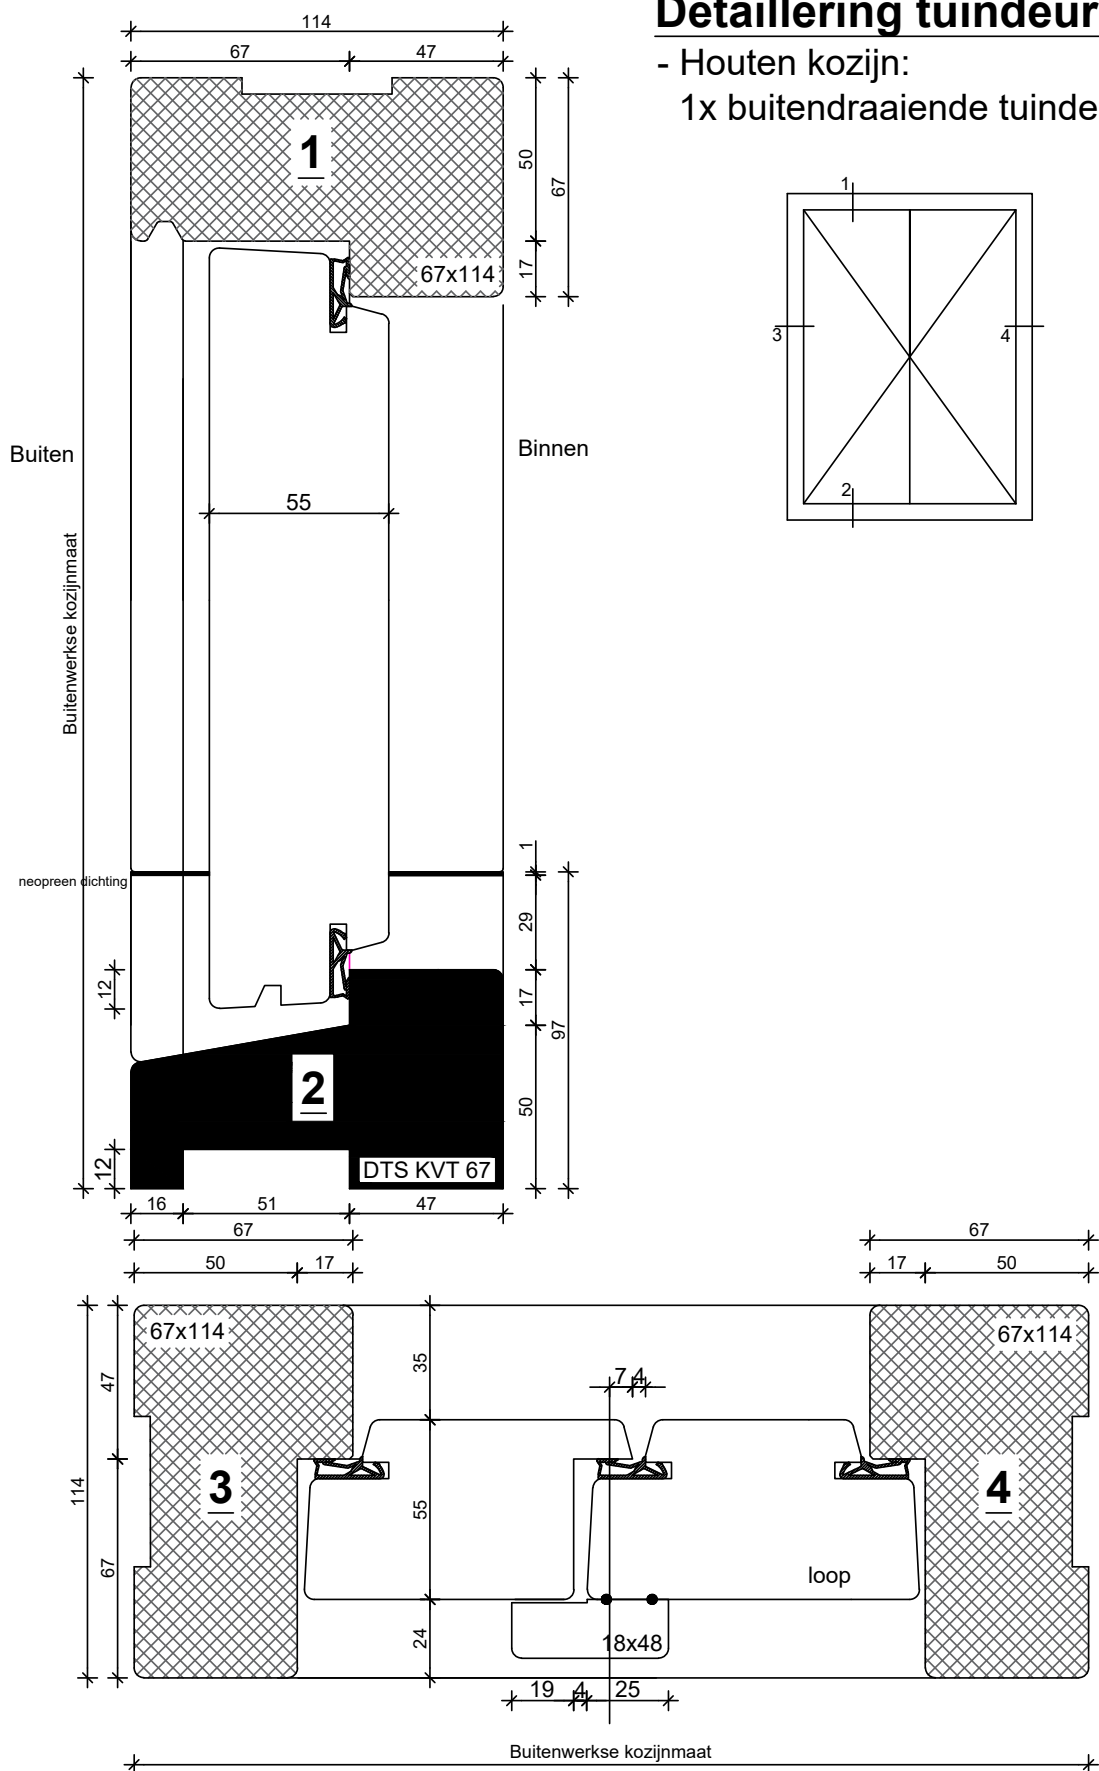 Detaillering tuindeur
- Houten kozijn:
1x buitendraaiende tuinde
114
67 47
1
50
67
17
67x114
1
3 4
2
Buiten
Binnen
55
Buitenwerkse kozijnmaat
neopreen dichting
1
29
12
17
97
2
50
12
DTS KVT 67
16 51 47
67
50 17
67
17 50
67x114
67x114
47
35
7 4
114
3
4
55
67
loop
24
18x48
19 4 25
Buitenwerkse kozijnmaat